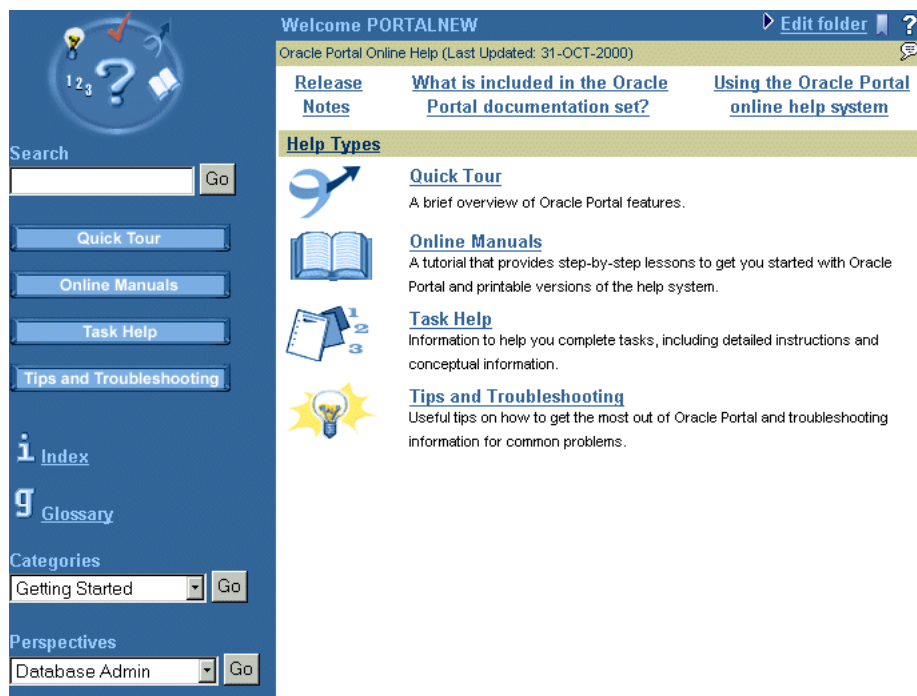 1 2 3
?
Search
Go
Quick Tour
Online Manuals
Task Help
Tips and Troubleshooting
i Index
g Glossary
Categories
Getting Started Go
Perspectives
Database Admin Go
Welcome PORTALNEW
Edit folder ?
Oracle Portal Online Help (Last Updated: 31-OCT-2000)
Release
Notes
What is included in the Oracle
Portal documentation set?
Using the Oracle Portal
online help system
Help Types
Quick Tour
A brief overview of Oracle Portal features.
Online Manuals
A tutorial that provides step-by-step lessons to get you started with Oracle
Portal and printable versions of the help system.
1
2
3
Task Help
Information to help you complete tasks, including detailed instructions and
conceptual information.
Tips and Troubleshooting
Useful tips on how to get the most out of Oracle Portal and troubleshooting
information for common problems.